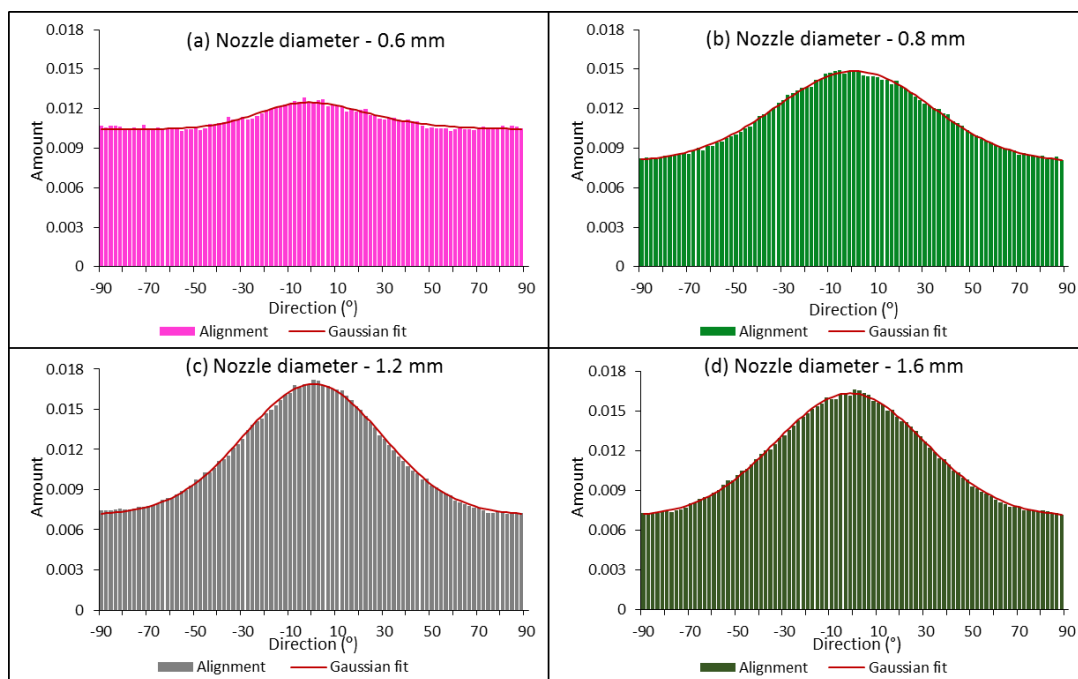 (a) Nozzle diameter - 0.6 mm
0.018
0.015
0.012
0.009
0.006
0.003
0
Amount
-90 -70 -50 -30 -10 10 30 50 70 90
Direction (º)
Alignment Gaussian fit
(b) Nozzle diameter - 0.8 mm
0.018
0.015
0.012
0.009
0.006
0.003
0
Amount
-90 -70 -50 -30 -10 10 30 50 70 90
Direction (º)
Alignment Gaussian fit
(c) Nozzle diameter - 1.2 mm
0.018
0.015
0.012
0.009
0.006
0.003
0
Amount
-90 -70 -50 -30 -10 10 30 50 70 90
Direction (º)
Alignment Gaussian fit
(d) Nozzle diameter - 1.6 mm
0.018
0.015
0.012
0.009
0.006
0.003
0
Amount
-90 -70 -50 -30 -10 10 30 50 70 90
Direction (°)
Alignment Gaussian fit